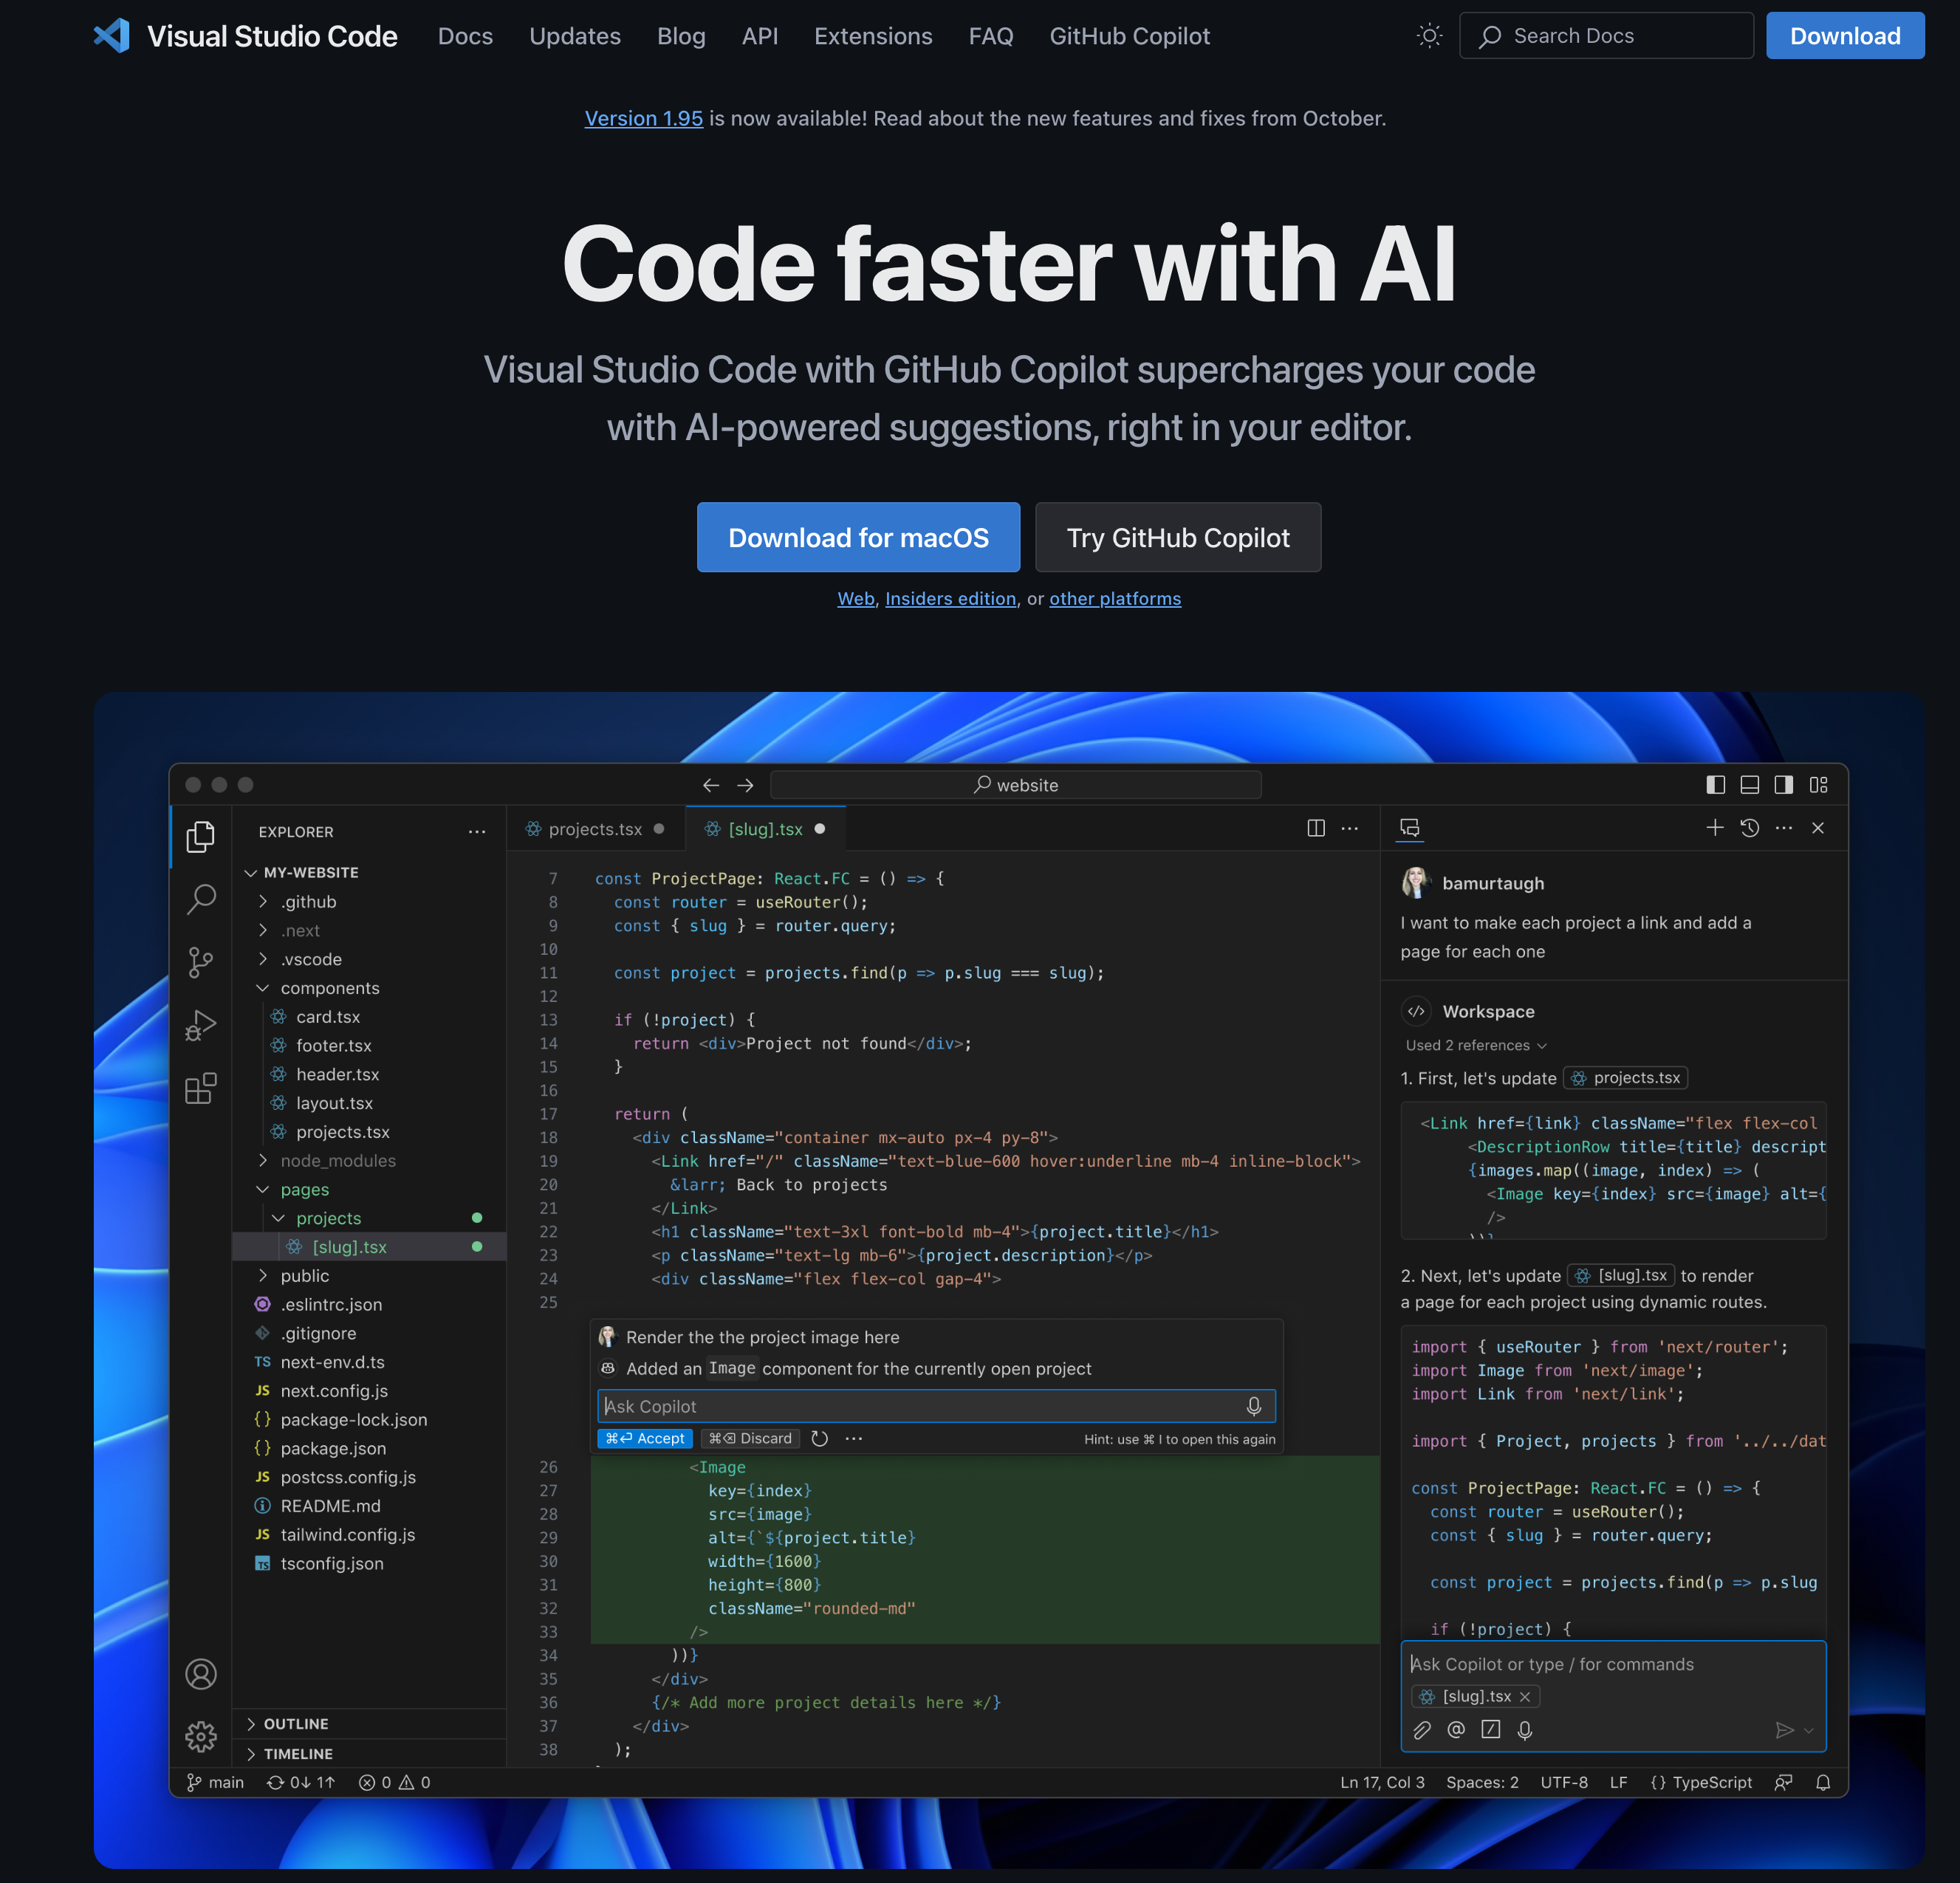 Visual Studio Code Docs Updates Blog API Extensions FAQ GitHub Copilot Search Docs Download
Version 1.95 is now available! Read about the new features and fixes from October.
Code faster with AI
Visual Studio Code with GitHub Copilot supercharges your code
with AI-powered suggestions, right in your editor.
Download for macOS Try GitHub Copilot
Web, Insiders edition, or other platforms
website
EXPLORER
MY-WEBSITE
.github
.next
.vscode
components
card.tsx
footer.tsx
header.tsx
layout.tsx
projects.tsx
node_modules
pages
projects
[slug].tsx
public
.eslintrc.json
.gitignore
TS next-env.d.ts
JS next.config.js
{} package-lock.json
{} package.json
JS postcss.config.js
README.md
JS tailwind.config.js
TS tsconfig.json
OUTLINE
TIMELINE
projects.tsx [slug].tsx
7 const ProjectPage: React.FC = () => {
8 const router = useRouter();
9 const { slug } = router.query;
10
11 const project = projects.find(p => p.slug === slug);
12
13 if (!project) {
14 return <div>Project not found</div>;
15 }
16
17 return (
18 <div className="container mx-auto px-4 py-8">
19 <Link href="/" className="text-blue-600 hover:underline mb-4 inline-block">
20 &larr; Back to projects
21 </Link>
22 <h1 className="text-3xl font-bold mb-4">{project.title}</h1>
23 <p className="text-lg mb-6">{project.description}</p>
24 <div className="flex flex-col gap-4">
25
Render the the project image here
Added an Image component for the currently open project
Ask Copilot
⌘⏎ Accept ⌘⌫ Discard Hint: use ⌘ I to open this again
26 <Image
27 key={index}
28 src={image}
29 alt={`${project.title}
30 width={1600}
31 height={800}
32 className="rounded-md"
33 />
34 ))}
35 </div>
36 {/* Add more project details here */}
37 </div>
38 );
bamurtaugh
I want to make each project a link and add a
page for each one
Workspace
Used 2 references
1. First, let's update projects.tsx
<Link href={link} className="flex flex-col
<DescriptionRow title={title} descript
{images.map((image, index) => (
<Image key={index} src={image} alt={
/>
))}
2. Next, let's update [slug].tsx to render
a page for each project using dynamic routes.
import { useRouter } from 'next/router';
import Image from 'next/image';
import Link from 'next/link';
import { Project, projects } from '../../dat
const ProjectPage: React.FC = () => {
const router = useRouter();
const { slug } = router.query;
const project = projects.find(p => p.slug
if (!project) {
Ask Copilot or type / for commands
[slug].tsx
main 0↓ 1↑ 0 0 Ln 17, Col 3 Spaces: 2 UTF-8 LF {} TypeScript